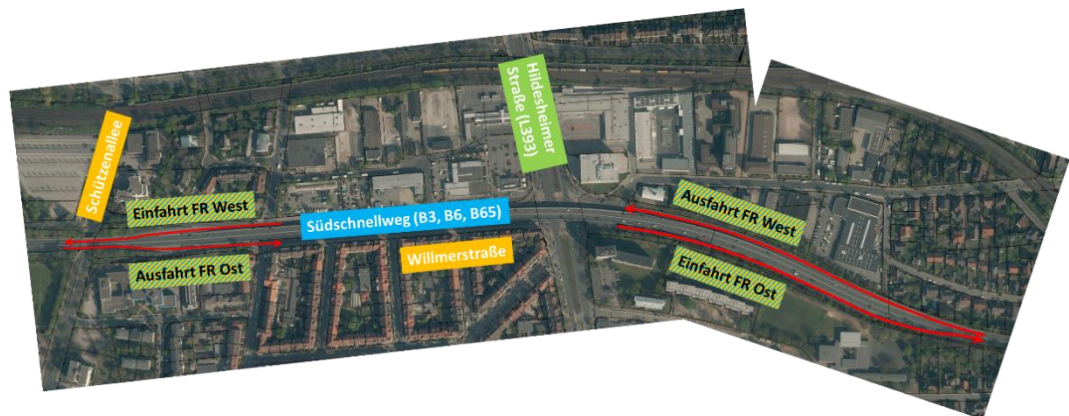 Schützenallee
Einfahrt FR West
Ausfahrt FR Ost
Südschnellweg (B3, B6, B65)
Willmerstraße
Hildesheimer
Straße (L393)
Ausfahrt FR West
Einfahrt FR Ost